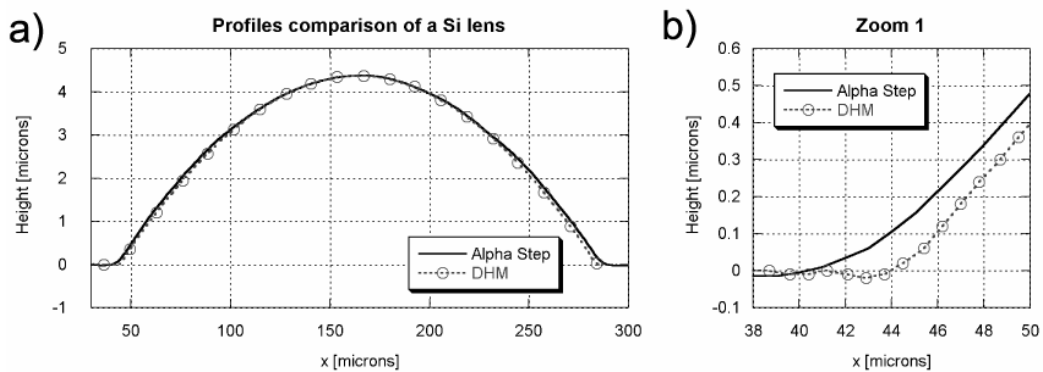 a)
Profiles comparison of a Si lens
5
4
3
2
1
0
-1
Height [microns]
Alpha Step
DHM
50
100
150
200
250
300
x [microns]
b)
Zoom 1
0.6
0.5
0.4
0.3
0.2
0.1
0
-0.1
Height [microns]
Alpha Step
DHM
38
40
42
44
46
48
50
x [microns]